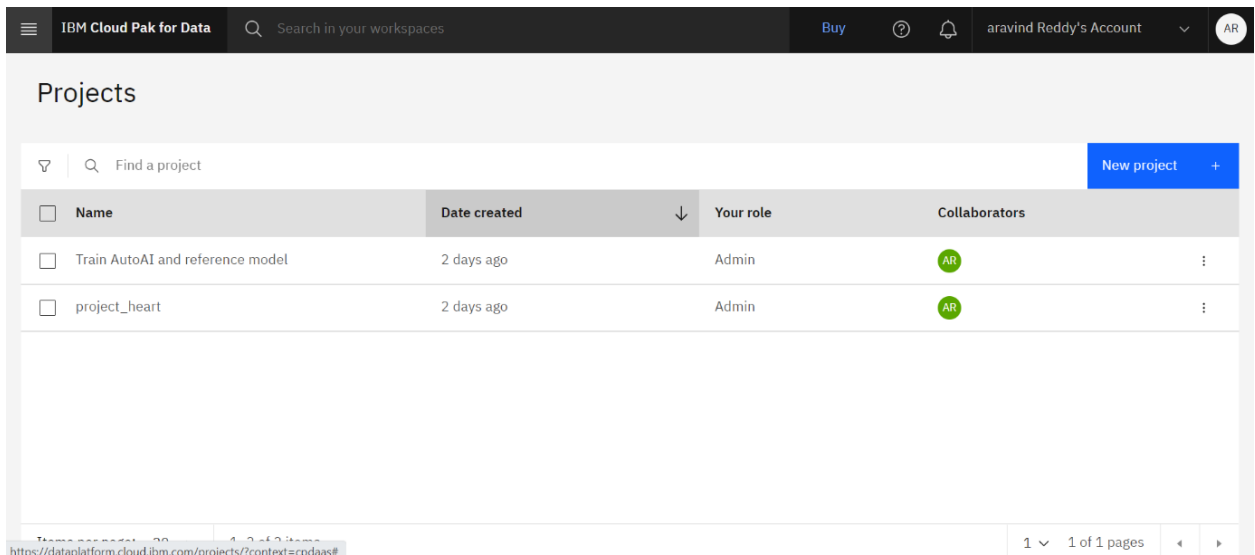 IBM Cloud Pak for Data Search in your workspaces Buy aravind Reddy's Account AR
Projects
Find a project New project +
Name Date created Your role Collaborators
Train AutoAI and reference model 2 days ago Admin AR
project_heart 2 days ago Admin AR
1 1 of 1 pages
https://dataplatform.cloud.ibm.com/projects/?context=cpdaas#